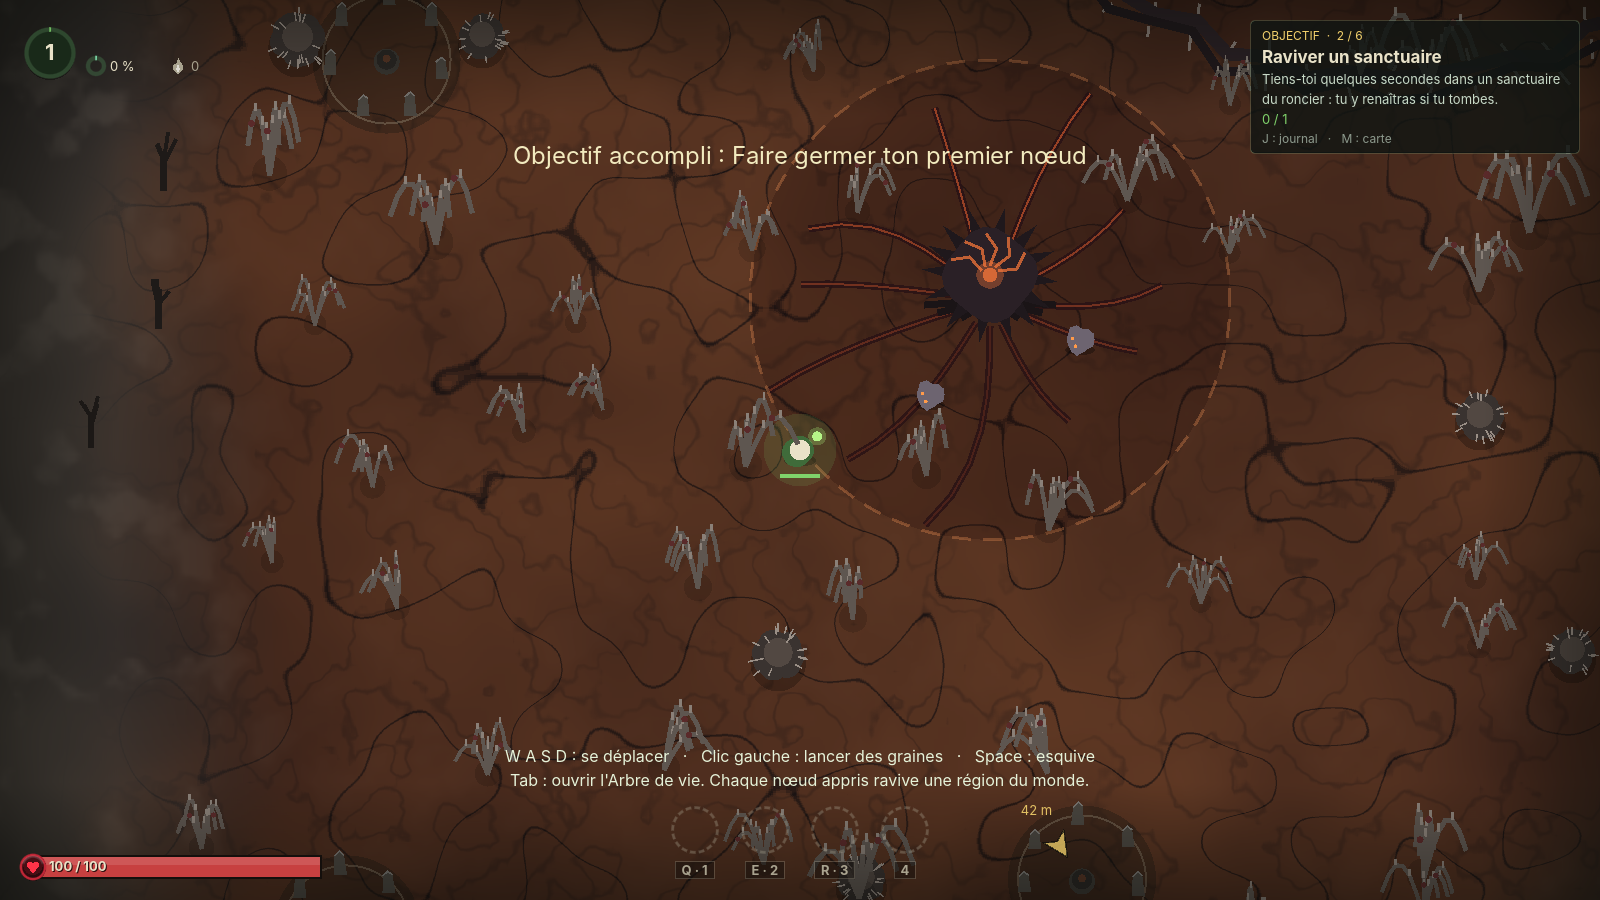 1
0 %
0
OBJECTIF · 2 / 6
Raviver un sanctuaire
Tiens-toi quelques secondes dans un sanctuaire
du roncier : tu y renaîtras si tu tombes.
0 / 1
J : journal · M : carte
Objectif accompli : Faire germer ton premier nœud
W A S D : se déplacer · Clic gauche : lancer des graines · Space : esquive
Tab : ouvrir l'Arbre de vie. Chaque nœud appris ravive une région du monde.
42 m
100 / 100
Q · 1
E · 2
R · 3
4